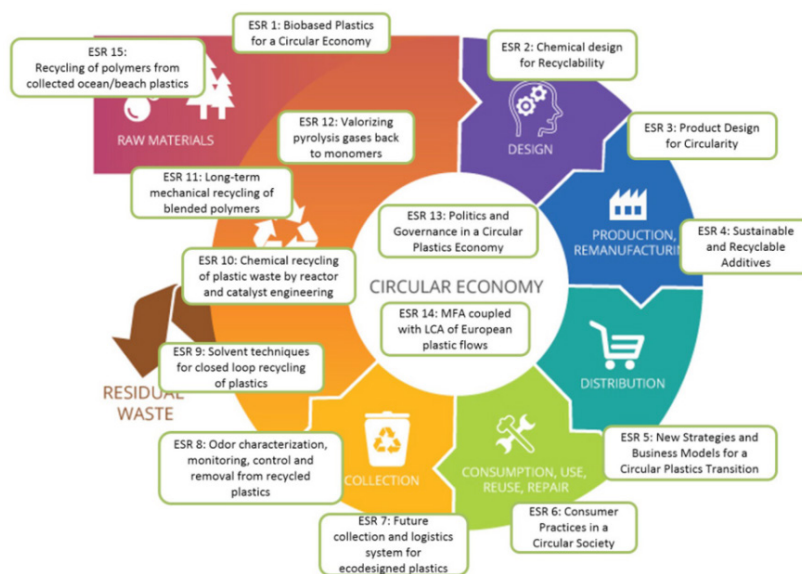 ESR 1: Biobased Plastics
for a Circular Economy
ESR 2: Chemical design
for Recyclability
ESR 15:
Recycling of polymers from
collected ocean/beach plastics
RAW MATERIALS
ESR 12: Valorizing
pyrolysis gases back
to monomers
DESIGN
ESR 3: Product Design
for Circularity
ESR 11: Long-term
mechanical recycling of
blended polymers
ESR 13: Politics and
Governance in a Circular
Plastics Economy
PRODUCTION,
REMANUFACTURING
ESR 4: Sustainable
and Recyclable
Additives
ESR 10: Chemical recycling
of plastic waste by reactor
and catalyst engineering
CIRCULAR ECONOMY
ESR 14: MFA coupled
with LCA of European
plastic flows
ESR 9: Solvent techniques
for closed loop recycling
of plastics
RESIDUAL
WASTE
DISTRIBUTION
ESR 8: Odor characterization,
monitoring, control and
removal from recycled
plastics
COLLECTION
CONSUMPTION, USE,
REUSE, REPAIR
ESR 5: New Strategies and
Business Models for a
Circular Plastics Transition
ESR 7: Future
collection and logistics
system for
ecodesigned plastics
ESR 6: Consumer
Practices in a
Circular Society